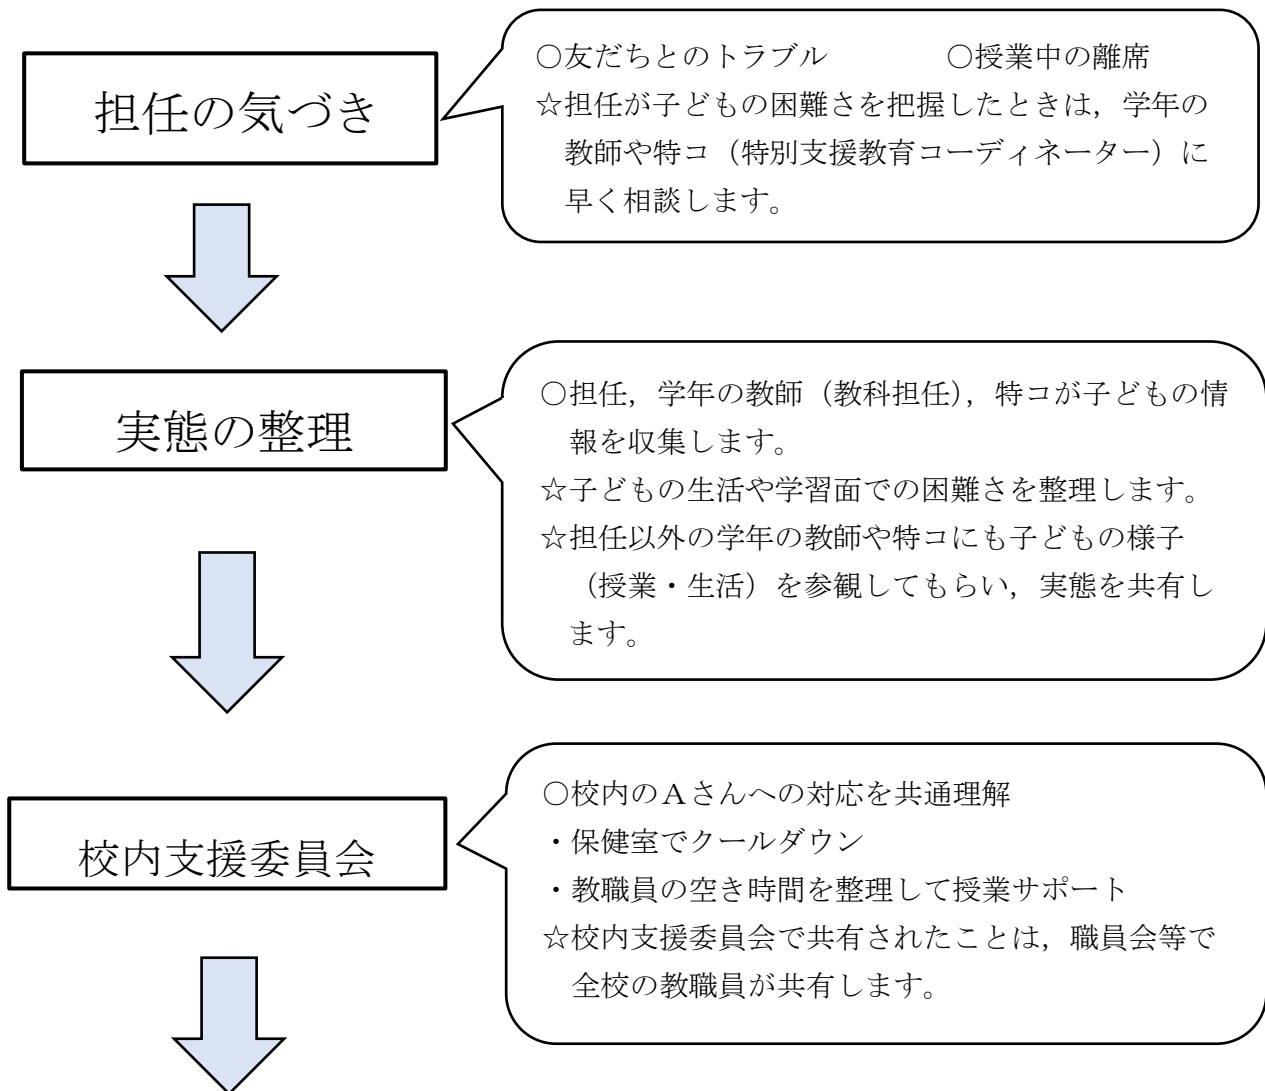 担任の気づき
○友だちとのトラブル　○授業中の離席
☆担任が子どもの困難さを把握したときは，学年の
教師や特コ（特別支援教育コーディネーター）に
早く相談します。
実態の整理
○担任，学年の教師（教科担任），特コが子どもの情
報を収集します。
☆子どもの生活や学習面での困難さを整理します。
☆担任以外の学年の教師や特コにも子どもの様子
（授業・生活）を参観してもらい，実態を共有し
ます。
校内支援委員会
○校内のＡさんへの対応を共通理解
・保健室でクールダウン
・教職員の空き時間を整理して授業サポート
☆校内支援委員会で共有されたことは，職員会等で
全校の教職員が共有します。